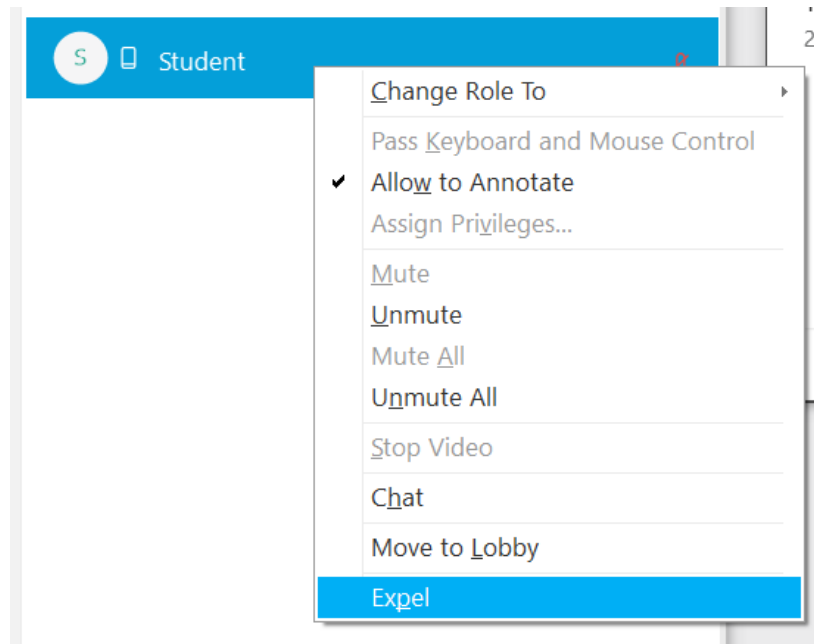 S
Student
2
Change Role To
Pass Keyboard and Mouse Control
Allow to Annotate
Assign Privileges...
Mute
Unmute
Mute All
Unmute All
Stop Video
Chat
Move to Lobby
Expel